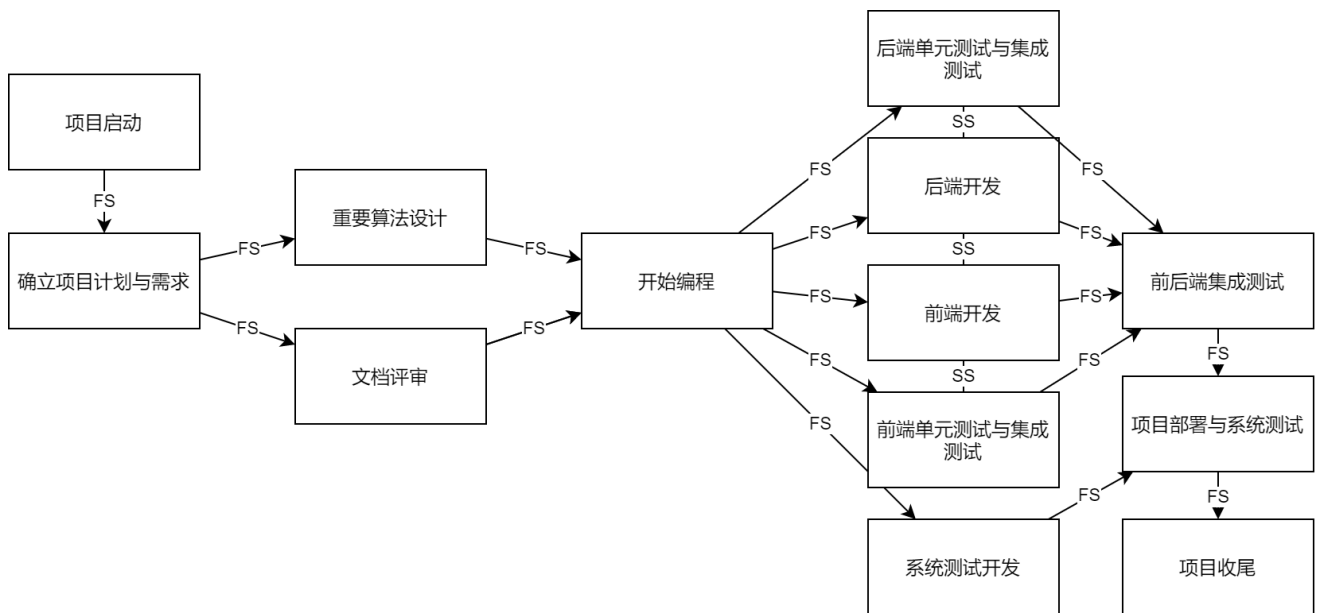 后端单元测试与集成
测试
项目启动
SS
FS
FS
后端开发
FS
重要算法设计
FS
FS
FS
FS
SS
确立项目计划与需求
开始编程
前后端集成测试
FS
FS
前端开发
FS
FS
FS
FS
FS
SS
文档评审
FS
前端单元测试与集成
测试
项目部署与系统测试
FS
FS
系统测试开发
项目收尾